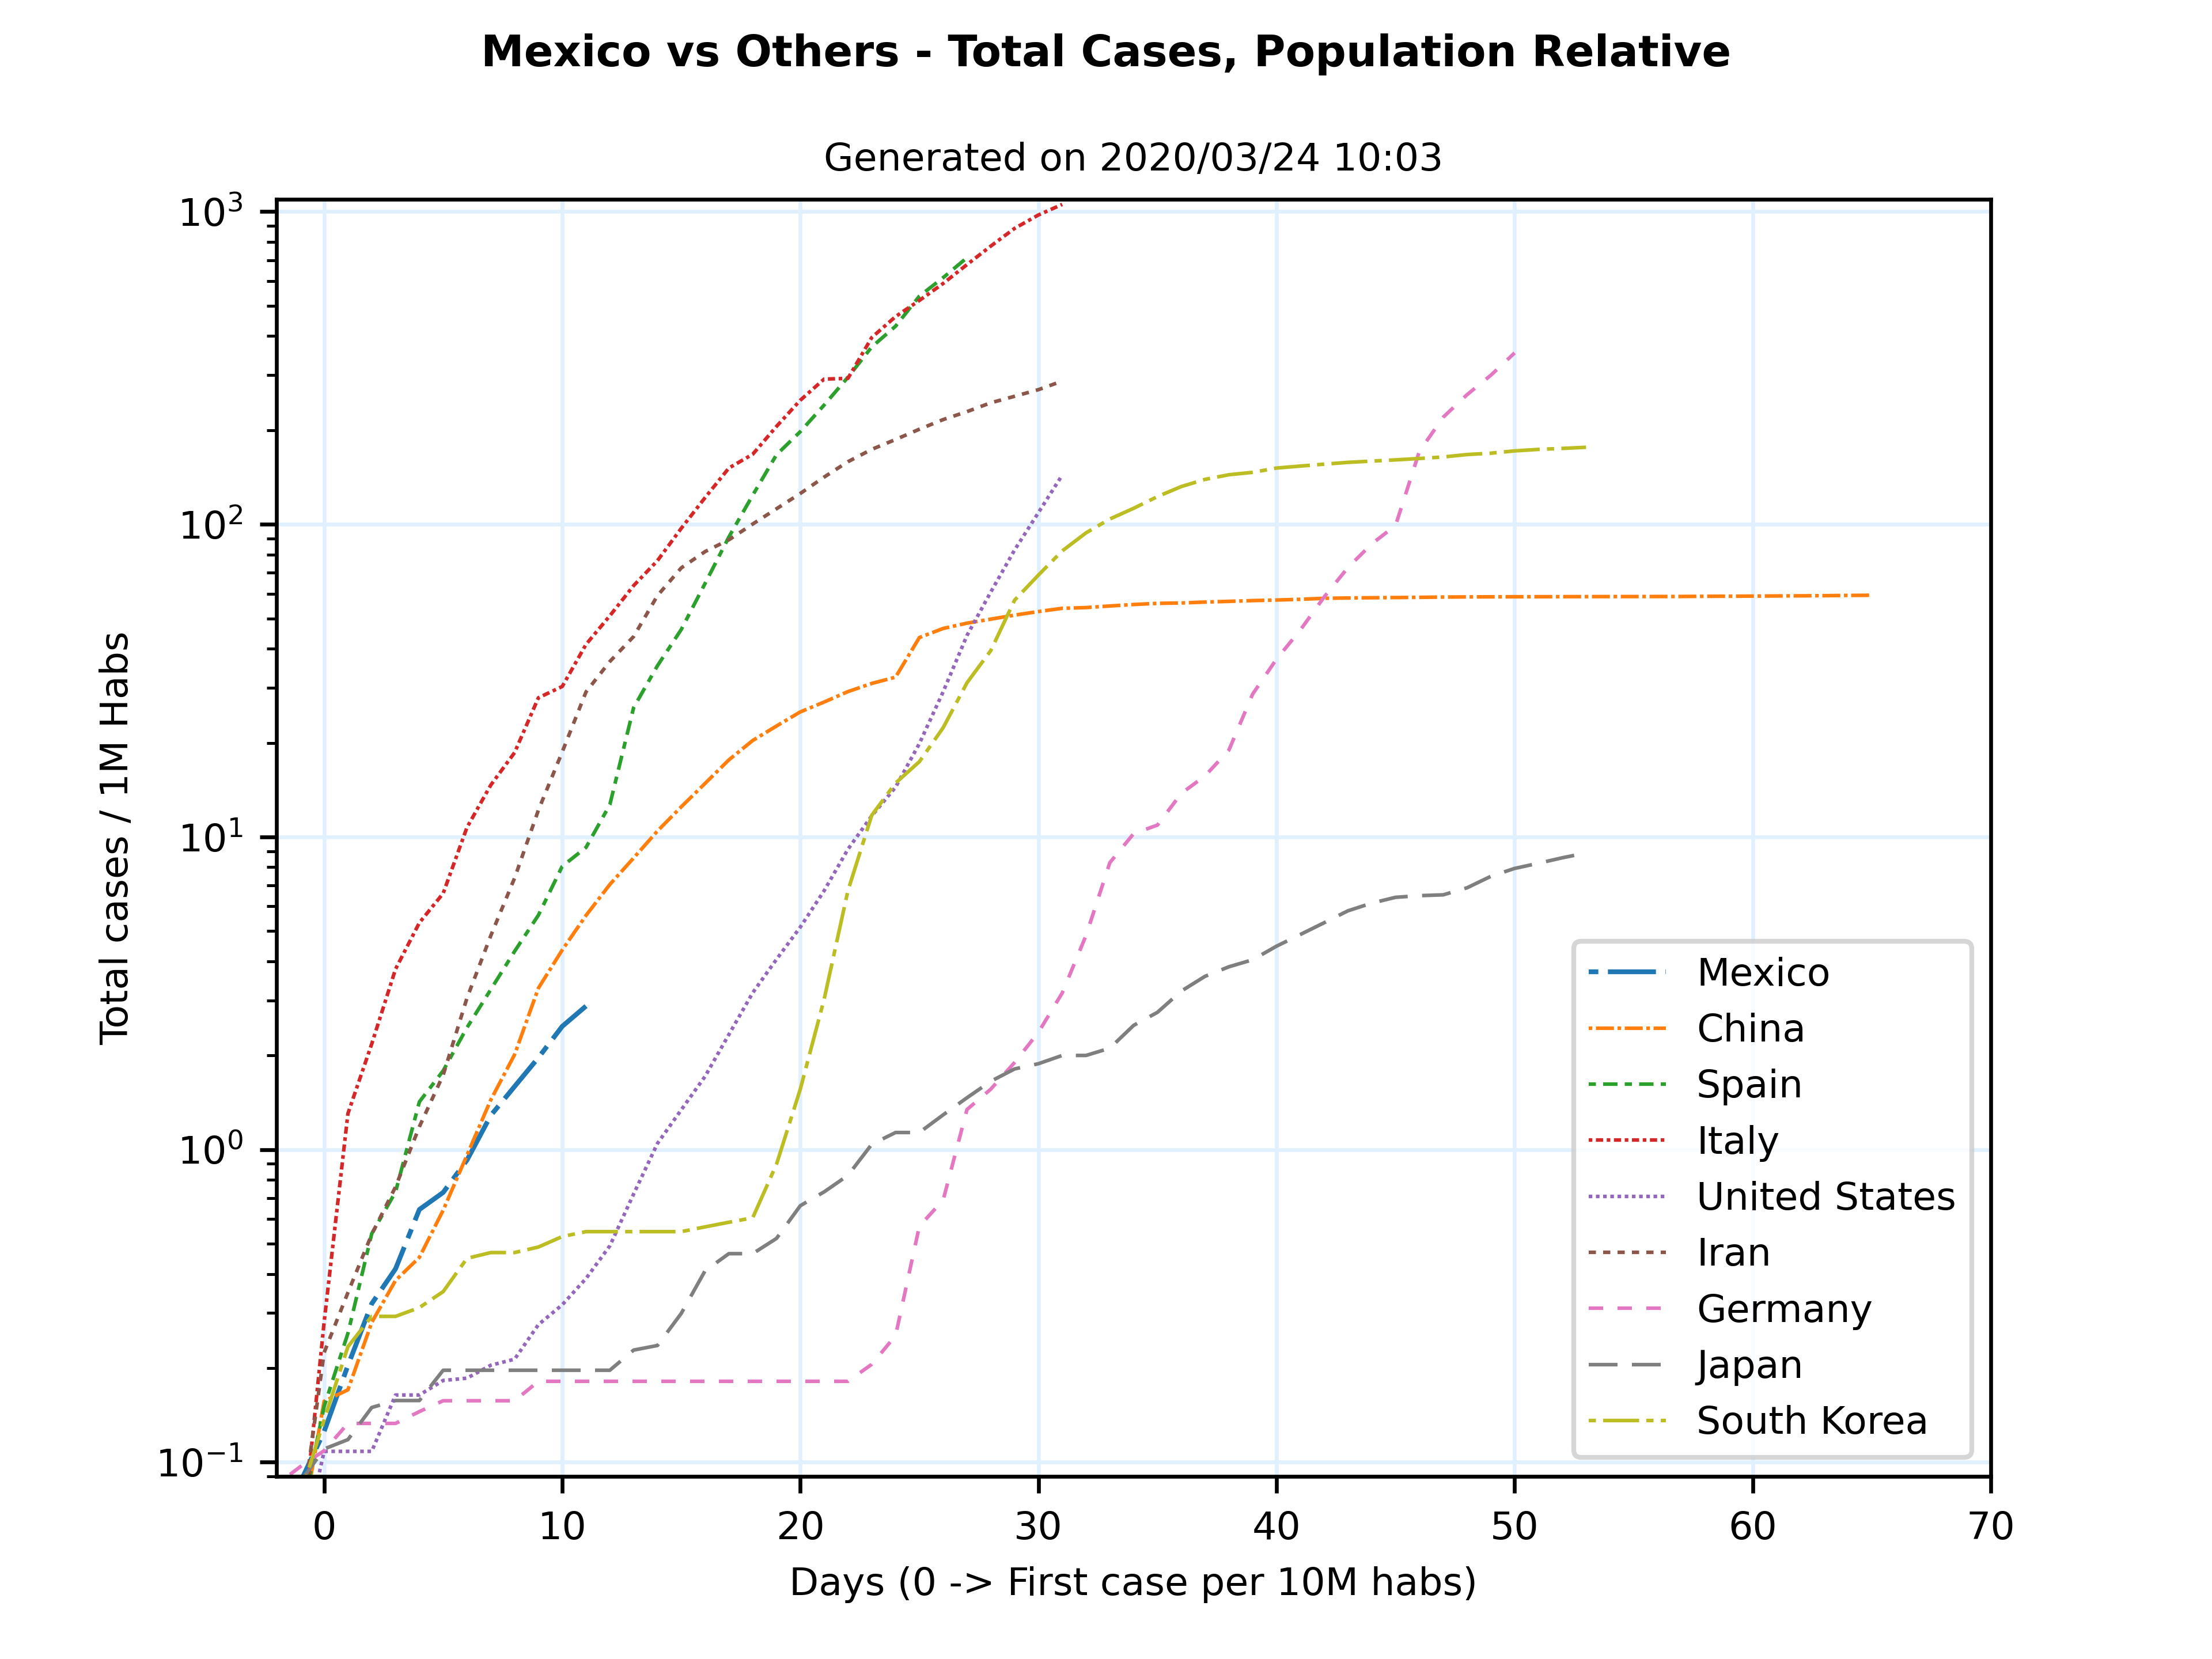 Mexico vs Others - Total Cases, Population Relative
Generated on 2020/03/24 10:03
10³
10²
10¹
10⁰
10⁻¹
Total cases / 1M Habs
0 10 20 30 40 50 60 70
Days (0 -> First case per 10M habs)
Mexico
China
Spain
Italy
United States
Iran
Germany
Japan
South Korea